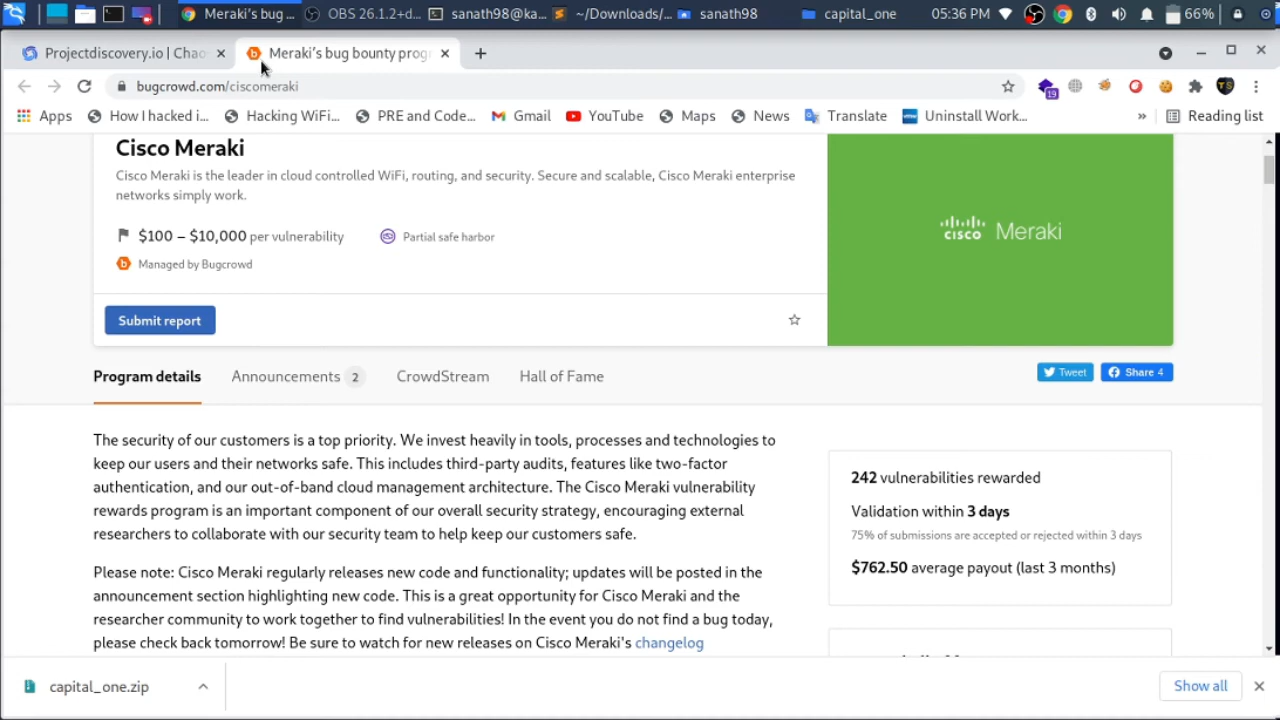 Meraki's bug ...
OBS 26.1.2+d...
sanath98@ka...
~/Downloads/...
sanath98
capital_one
05:36 PM
66%
Projectdiscovery.io | Chao
Meraki's bug bounty progr
bugcrowd.com/ciscomeraki
19
Apps
How I hacked i...
Hacking WiFi...
PRE and Code...
Gmail
YouTube
Maps
News
Translate
Uninstall Work...
»
Reading list
Cisco Meraki
Cisco Meraki is the leader in cloud controlled WiFi, routing, and security. Secure and scalable, Cisco Meraki enterprise
networks simply work.
$100 – $10,000 per vulnerability
Partial safe harbor
Managed by Bugcrowd
cisco Meraki
Submit report
Program details
Announcements 2
CrowdStream
Hall of Fame
Tweet
Share 4
The security of our customers is a top priority. We invest heavily in tools, processes and technologies to
keep our users and their networks safe. This includes third-party audits, features like two-factor
authentication, and our out-of-band cloud management architecture. The Cisco Meraki vulnerability
rewards program is an important component of our overall security strategy, encouraging external
researchers to collaborate with our security team to help keep our customers safe.
Please note: Cisco Meraki regularly releases new code and functionality; updates will be posted in the
announcement section highlighting new code. This is a great opportunity for Cisco Meraki and the
researcher community to work together to find vulnerabilities! In the event you do not find a bug today,
please check back tomorrow! Be sure to watch for new releases on Cisco Meraki's changelog
242 vulnerabilities rewarded
Validation within 3 days
75% of submissions are accepted or rejected within 3 days
$762.50 average payout (last 3 months)
capital_one.zip
Show all